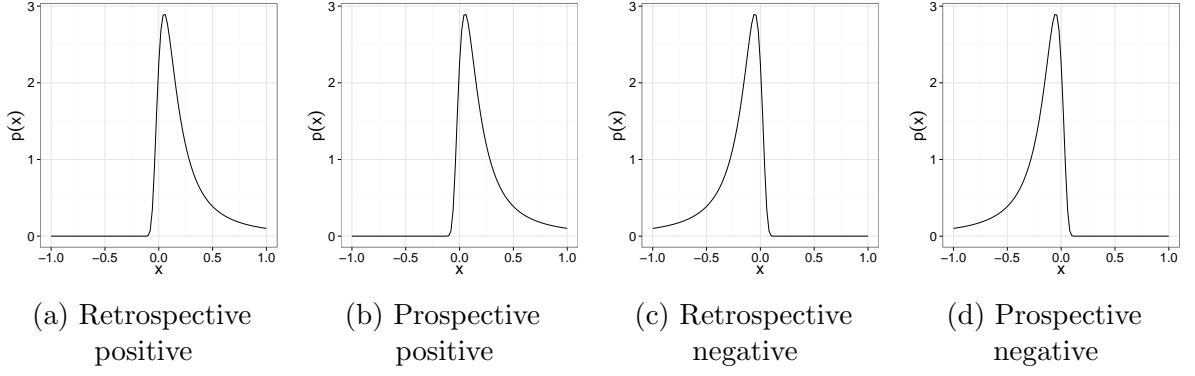 3
2
1
0
p(x)
−1.0 −0.5 0.0 0.5 1.0
x
(a) Retrospective
positive
3
2
1
0
p(x)
−1.0 −0.5 0.0 0.5 1.0
x
(b) Prospective
positive
3
2
1
0
p(x)
−1.0 −0.5 0.0 0.5 1.0
x
(c) Retrospective
negative
3
2
1
0
p(x)
−1.0 −0.5 0.0 0.5 1.0
x
(d) Prospective
negative